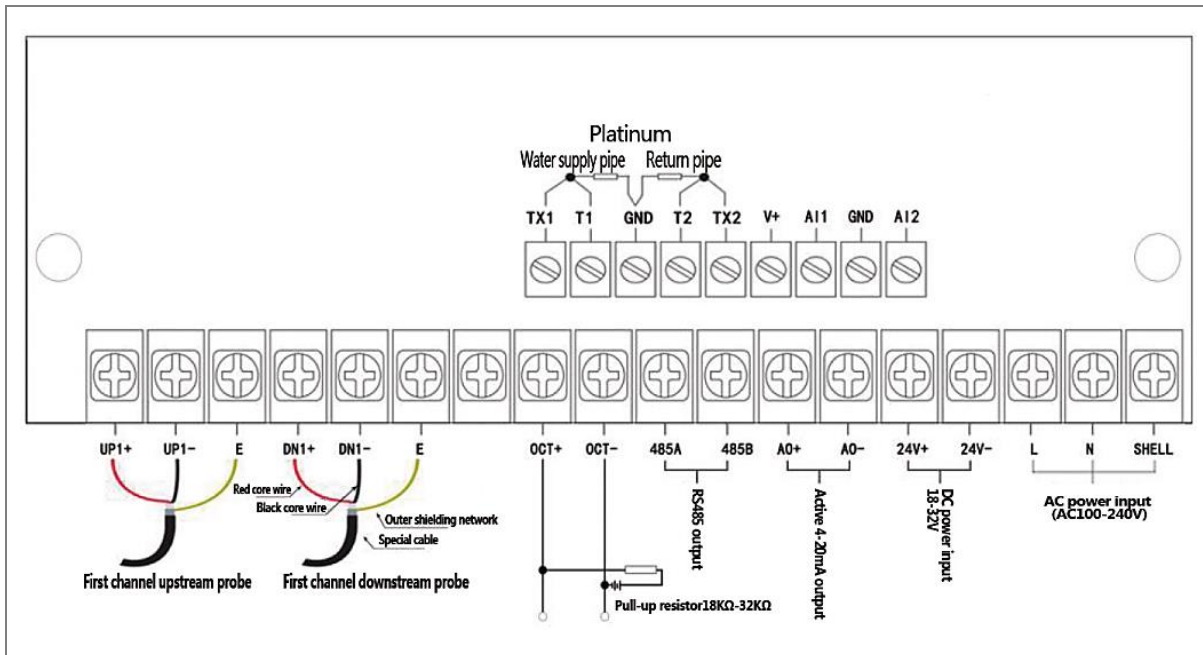 Platinum
Water supply pipe Return pipe
TX1 T1 GND T2 TX2 V+ AI1 GND AI2
UP1+ UP1- E DN1+ DN1- E OCT+ OCT- 485A 485B AO+ AO- 24V+ 24V- L N SHELL
Red core wire
Black core wire
Outer shielding network
Special cable
First channel upstream probe
First channel downstream probe
Pull-up resistor18KΩ-32KΩ
RS485 output
Active 4-20mA output
DC power input
18-32V
AC power input
(AC100-240V)